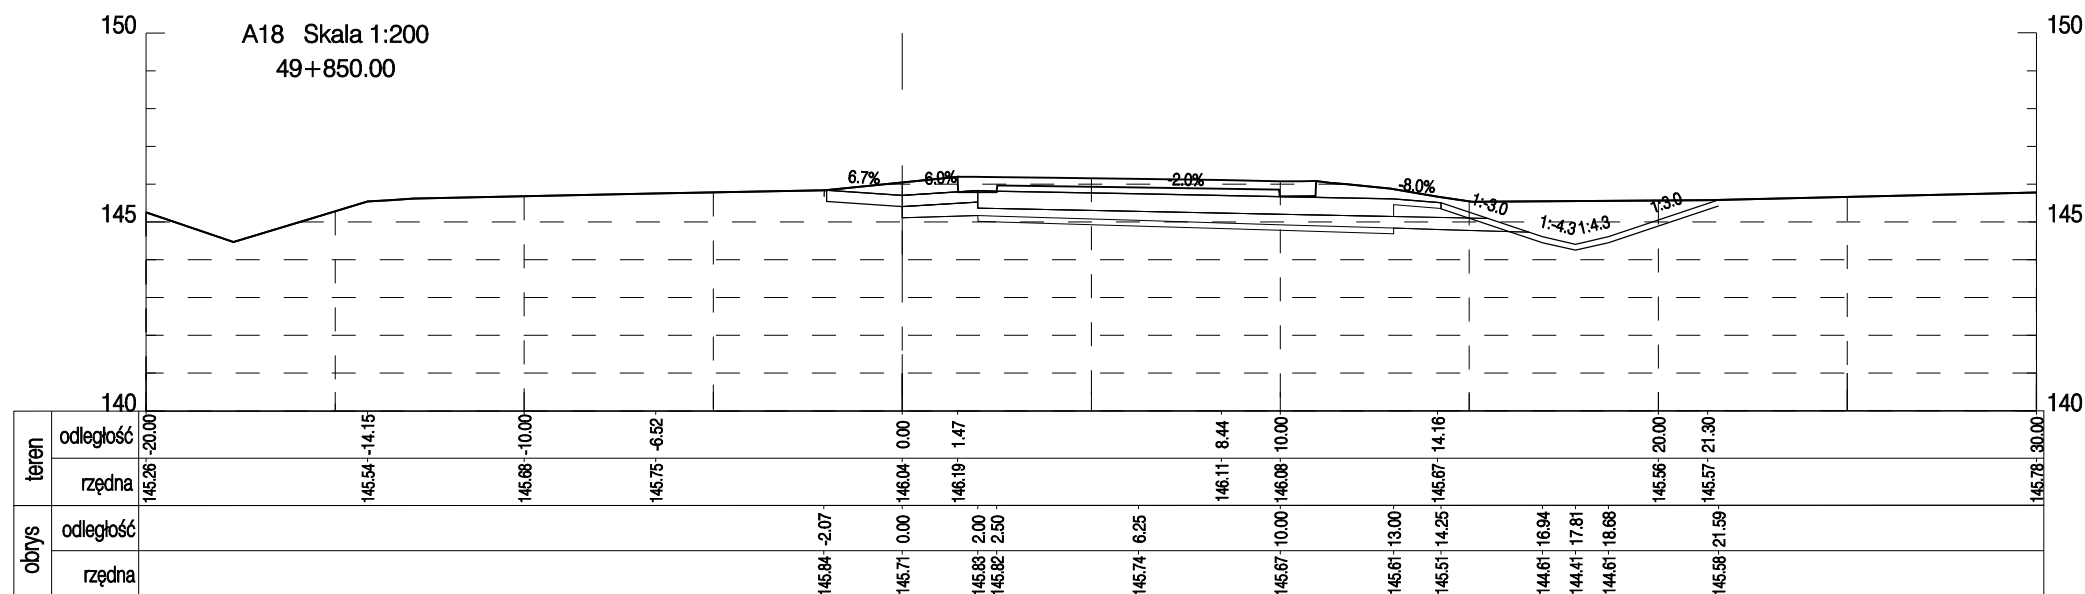 150 A18 Skala 1:200 150
49+850.00
6.7% 6.0% -2.0% -8.0%
1:-3.0 1:-4.3 1:4.3 1:3.0
145 145
140 140
teren
odległość -20.00 -14.15 -10.00 -6.52 0.00 1.47 8.44 10.00 14.16 20.00 21.30 30.00
rzędna 145.26 145.54 145.68 145.75 146.04 146.19 146.11 146.08 145.67 145.56 145.57 145.78
obrys
odległość -2.07 0.00 2.00 2.50 6.25 10.00 13.00 14.25 16.94 17.81 18.68 21.59
rzędna 145.84 145.71 145.83 145.82 145.74 145.67 145.61 145.51 144.61 144.41 144.61 145.58